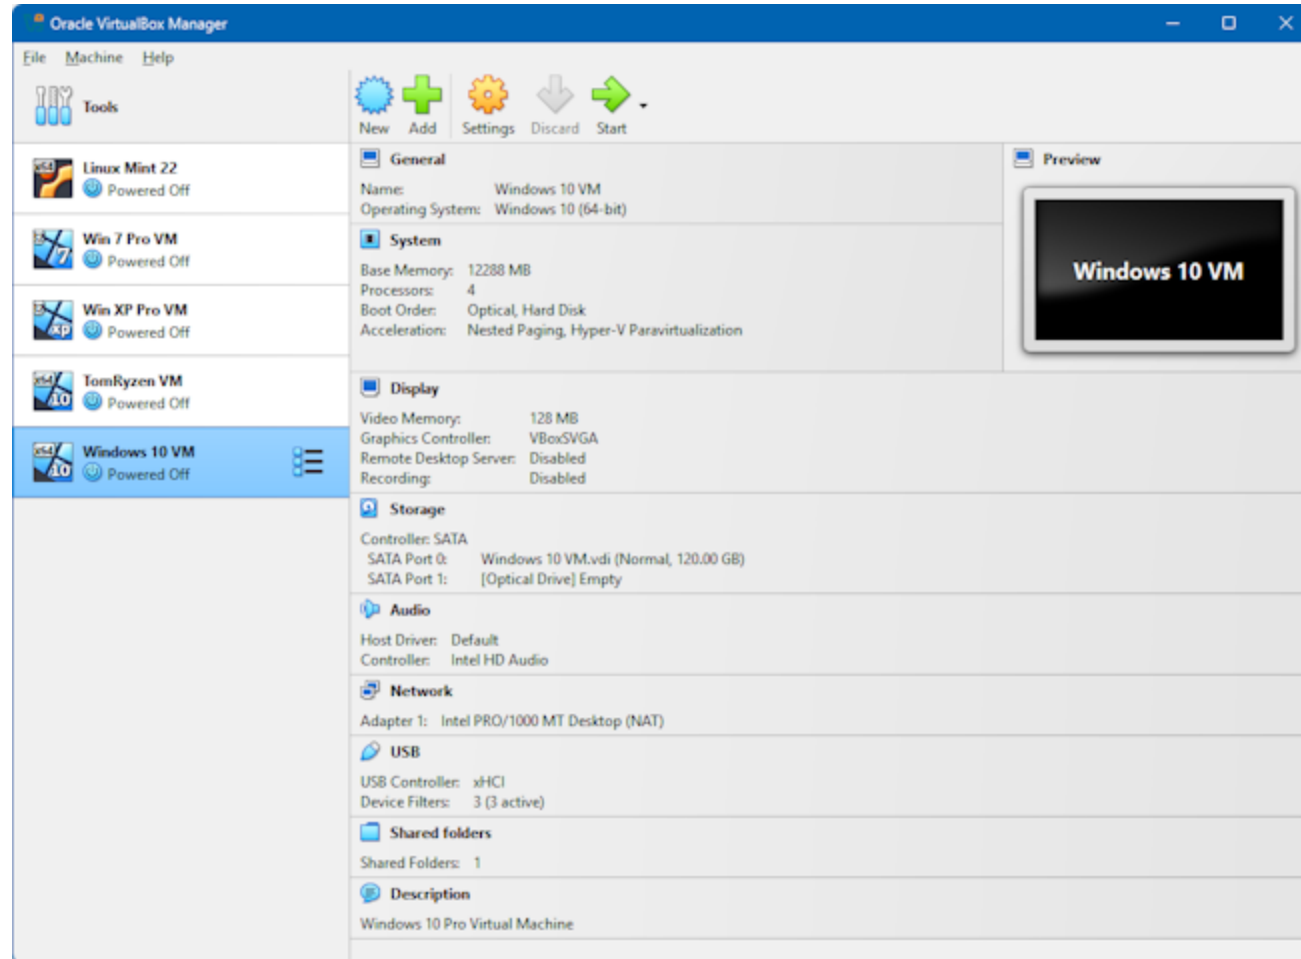 Oracle VirtualBox Manager
File Machine Help
Tools
New Add Settings Discard Start
Linux Mint 22
Powered Off
Win 7 Pro VM
Powered Off
Win XP Pro VM
Powered Off
TomRyzen VM
Powered Off
Windows 10 VM
Powered Off
General
Name: Windows 10 VM
Operating System: Windows 10 (64-bit)
System
Base Memory: 12288 MB
Processors: 4
Boot Order: Optical, Hard Disk
Acceleration: Nested Paging, Hyper-V Paravirtualization
Preview
Windows 10 VM
Display
Video Memory: 128 MB
Graphics Controller: VBoxSVGA
Remote Desktop Server: Disabled
Recording: Disabled
Storage
Controller: SATA
SATA Port 0: Windows 10 VM.vdi (Normal, 120.00 GB)
SATA Port 1: [Optical Drive] Empty
Audio
Host Driver: Default
Controller: Intel HD Audio
Network
Adapter 1: Intel PRO/1000 MT Desktop (NAT)
USB
USB Controller: xHCI
Device Filters: 3 (3 active)
Shared folders
Shared Folders: 1
Description
Windows 10 Pro Virtual Machine